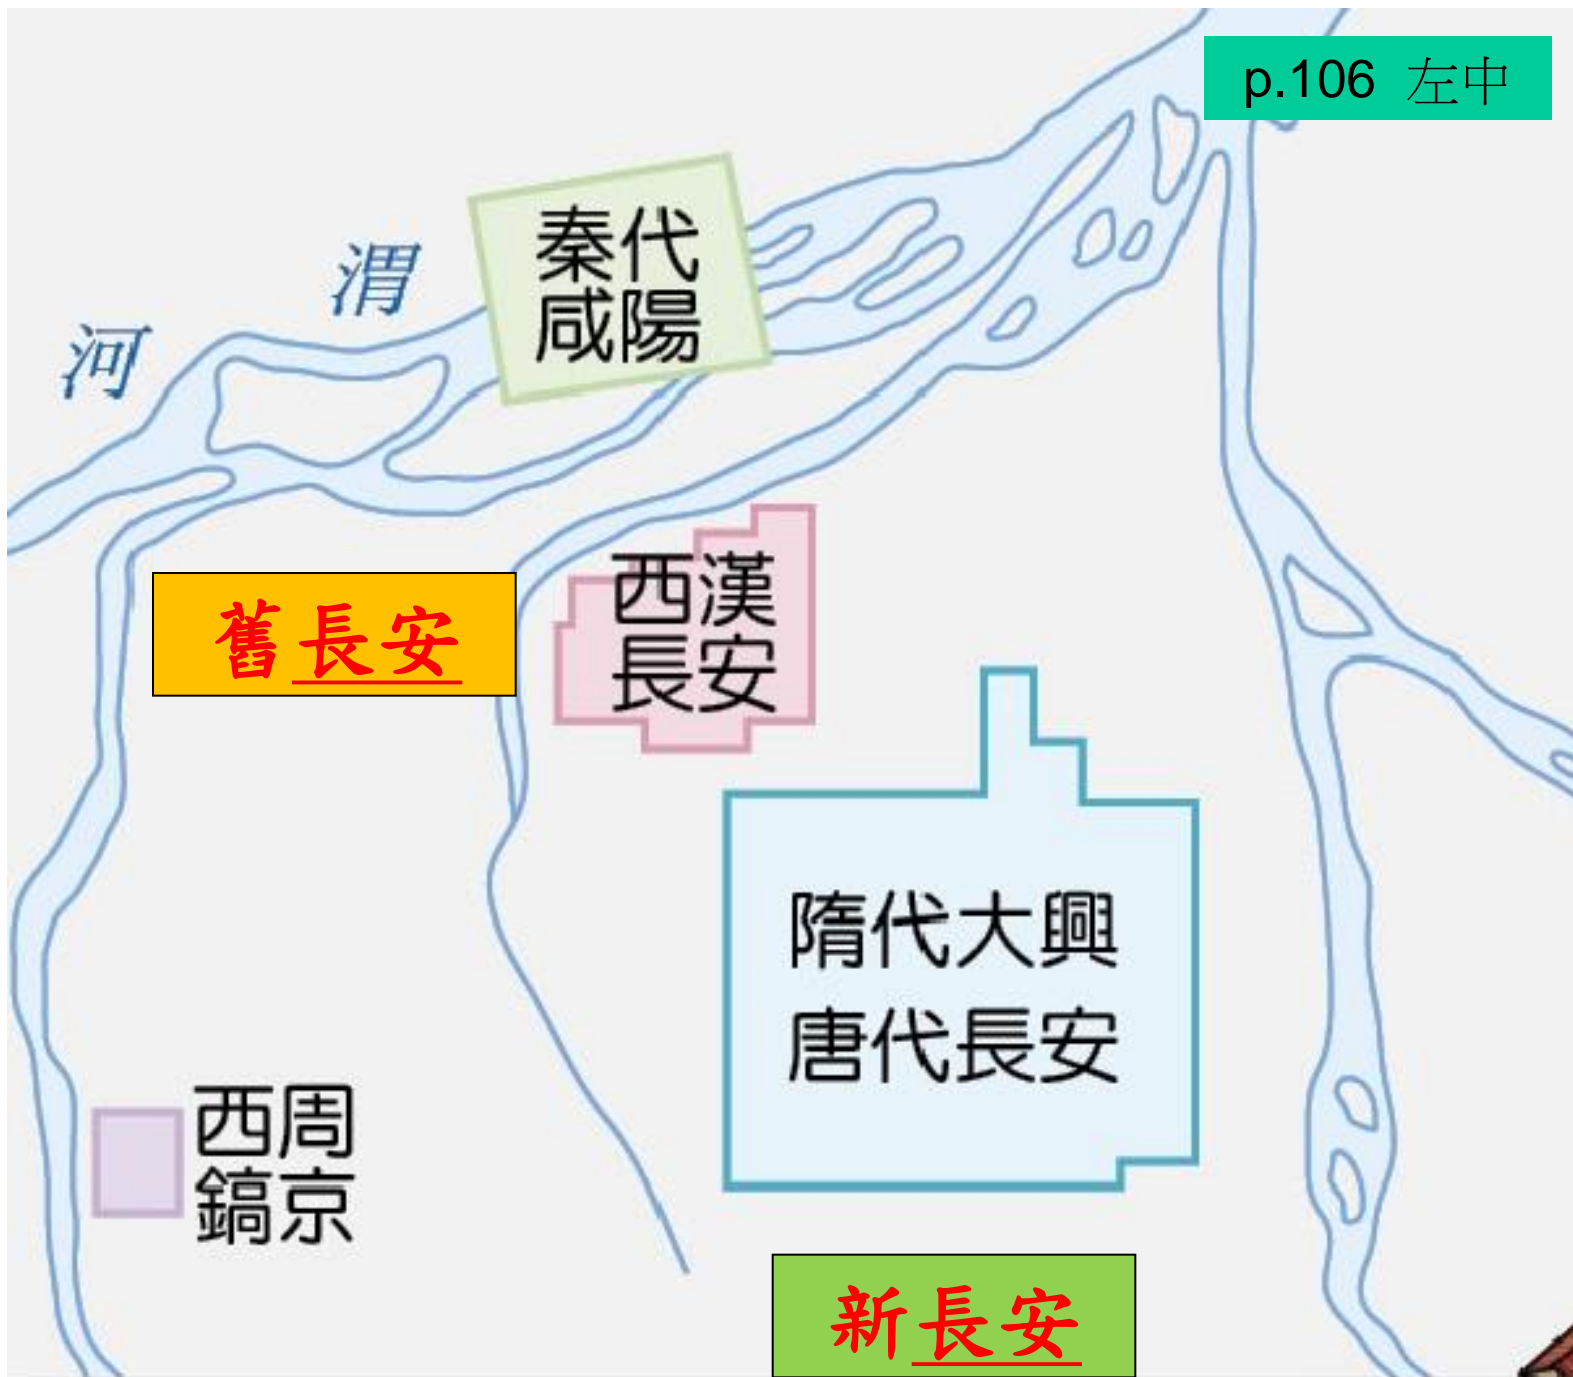 p.106 左中
秦代
咸陽
渭
河
西漢
長安
舊長安
隋代大興
唐代長安
西周
鎬京
新長安